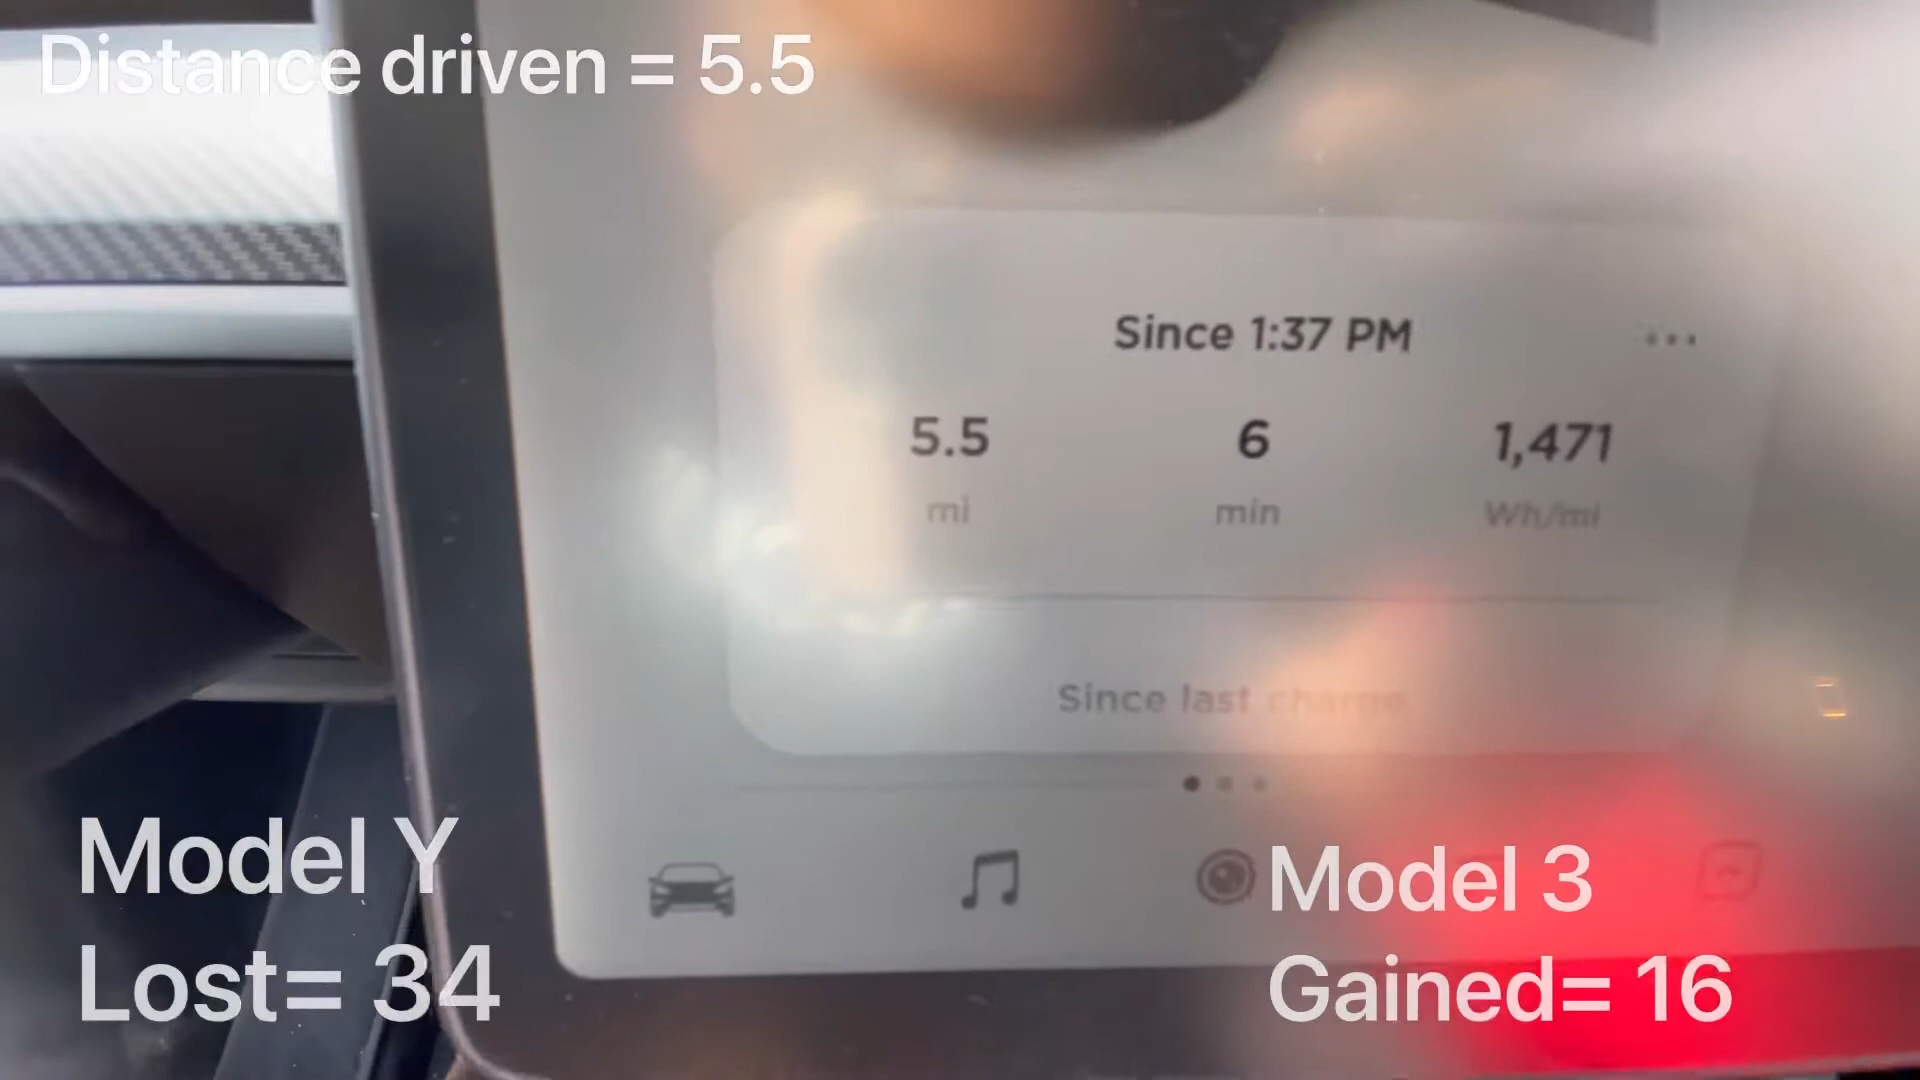 Distance driven = 5.5
Since 1:37 PM
5.5 6 1,471
mi min Wh/mi
Since last charge
Model Y
Lost= 34
Model 3
Gained= 16